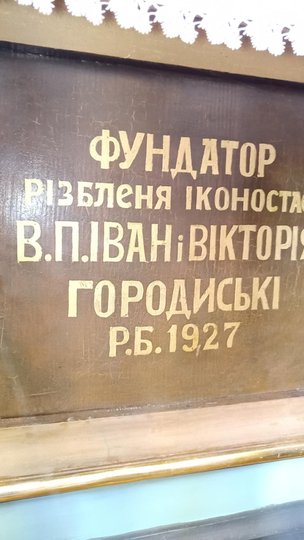 ФУНДАТОР
РІЗБЛЕНЯ ІКОНОСТАС
В.П.ІВАН і ВІКТОРІЯ
ГОРОДИСЬКІ
Р.Б. 1927